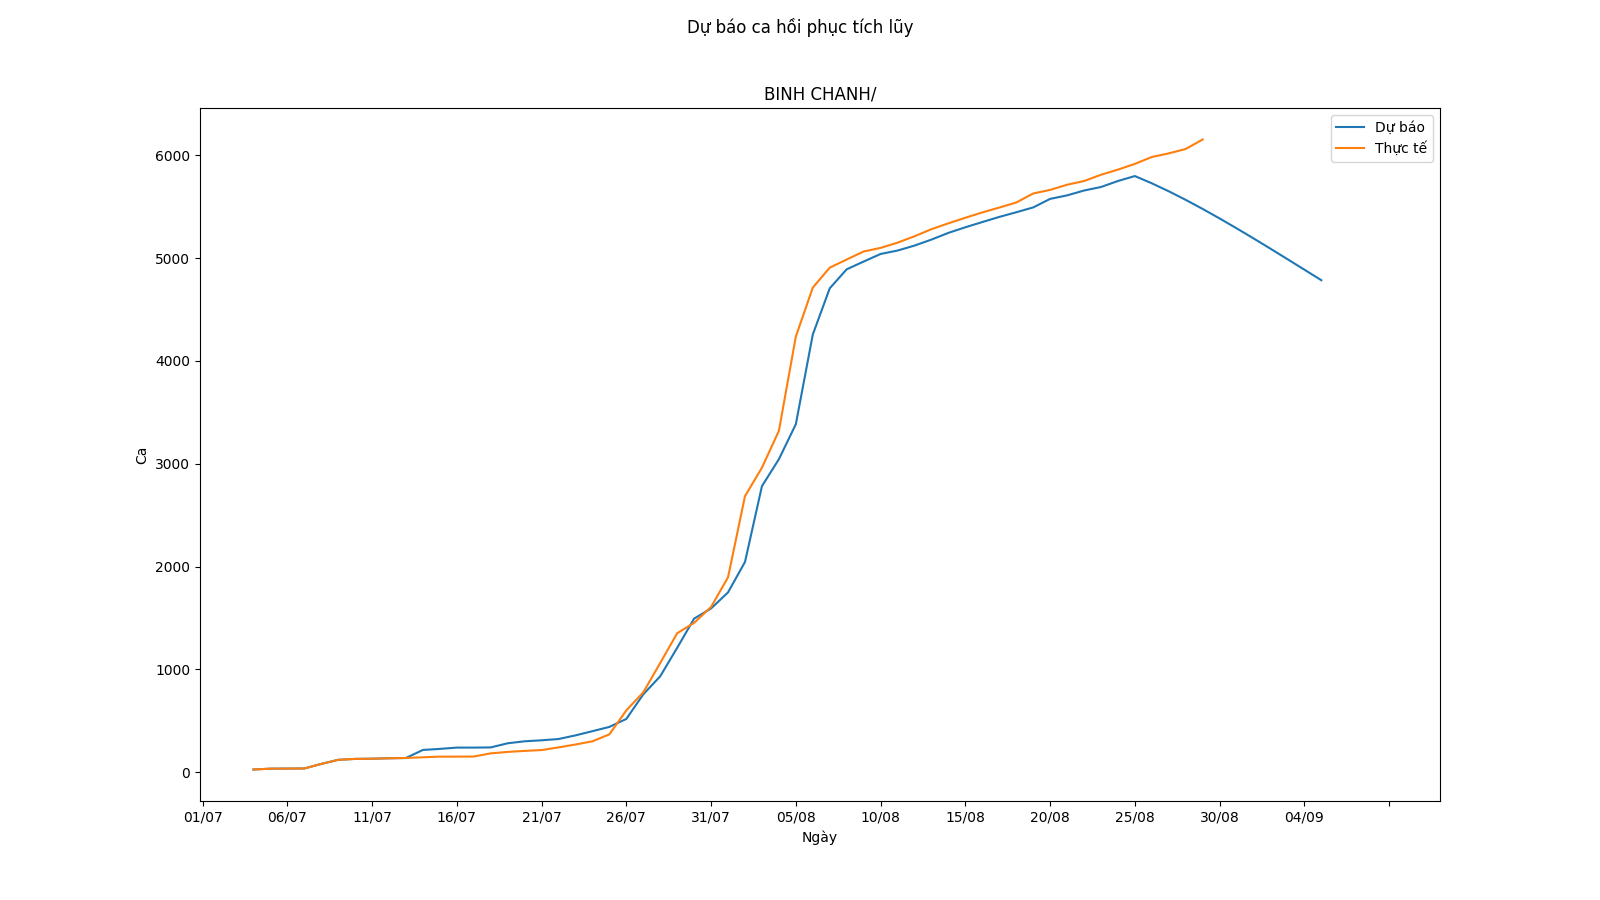 Dự báo ca hồi phục tích lũy
BINH CHANH/
Dự báo
Thực tế
6000
5000
4000
3000
2000
1000
0
Ca
01/07 06/07 11/07 16/07 21/07 26/07 31/07 05/08 10/08 15/08 20/08 25/08 30/08 04/09
Ngày